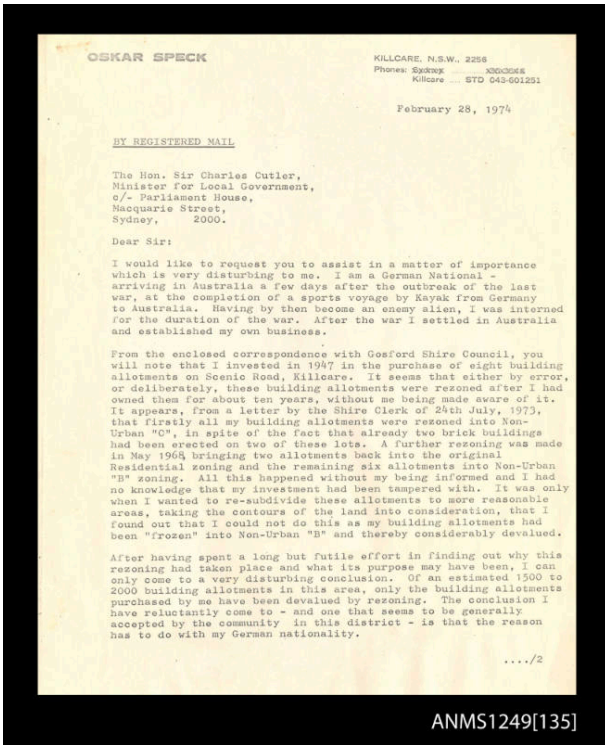 OSKAR SPECK
KILLCARE, N.S.W., 2256
Phones: Sydney
Killcare STD 043-601251
February 28, 1974
BY REGISTERED MAIL
The Hon. Sir Charles Cutler,
Minister for Local Government,
c/- Parliament House,
Macquarie Street,
Sydney, 2000.
Dear Sir:
I would like to request you to assist in a matter of importance
which is very disturbing to me. I am a German National -
arriving in Australia a few days after the outbreak of the last
war, at the completion of a sports voyage by Kayak from Germany
to Australia. Having by then become an enemy alien, I was interned
for the duration of the war. After the war I settled in Australia
and established my own business.
From the enclosed correspondence with Gosford Shire Council, you
will note that I invested in 1947 in the purchase of eight building
allotments on Scenic Road, Killcare. It seems that either by error,
or deliberately, these building allotments were rezoned after I had
owned them for about ten years, without me being made aware of it.
It appears, from a letter by the Shire Clerk of 24th July, 1973,
that firstly all my building allotments were rezoned into Non-
Urban "C", in spite of the fact that already two brick buildings
had been erected on two of these lots. A further rezoning was made
in May 1968, bringing two allotments back into the original
Residential zoning and the remaining six allotments into Non-Urban
"B" zoning. All this happened without my being informed and I had
no knowledge that my investment had been tampered with. It was only
when I wanted to re-subdivide these allotments to more reasonable
areas, taking the contours of the land into consideration, that I
found out that I could not do this as my building allotments had
been "frozen" into Non-Urban "B" and thereby considerably devalued.
After having spent a long but futile effort in finding out why this
rezoning had taken place and what its purpose may have been, I can
only come to a very disturbing conclusion. Of an estimated 1500 to
2000 building allotments in this area, only the building allotments
purchased by me have been devalued by rezoning. The conclusion I
have reluctantly come to - and one that seems to be generally
accepted by the community in this district - is that the reason
has to do with my German nationality.
..../2
ANMS1249[135]